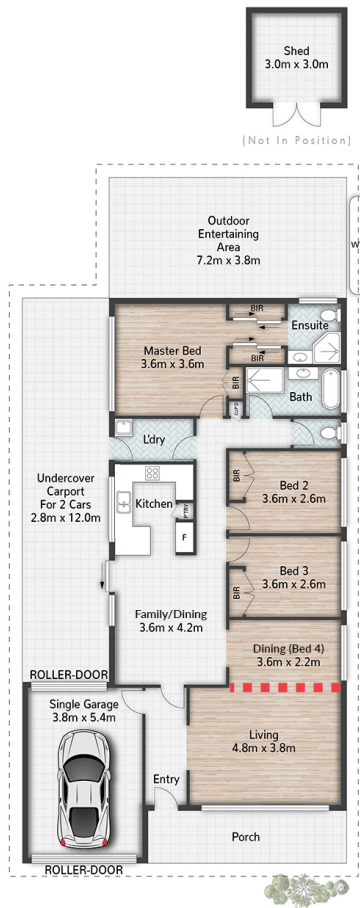 Shed
3.0m x 3.0m
(Not In Position)
Outdoor
Entertaining
Area
7.2m x 3.8m
W
BIR
Ensuite
Master Bed
3.6m x 3.6m
BIR
BIR
Bath
CUP'D
L'dry
Undercover
Carport
For 2 Cars
2.8m x 12.0m
Kitchen
PTRY
F
BIR
Bed 2
3.6m x 2.6m
Bed 3
3.6m x 2.6m
BIR
Family/Dining
3.6m x 4.2m
Dining (Bed 4)
3.6m x 2.2m
ROLLER-DOOR
Single Garage
3.8m x 5.4m
Living
4.8m x 3.8m
Entry
Porch
ROLLER-DOOR